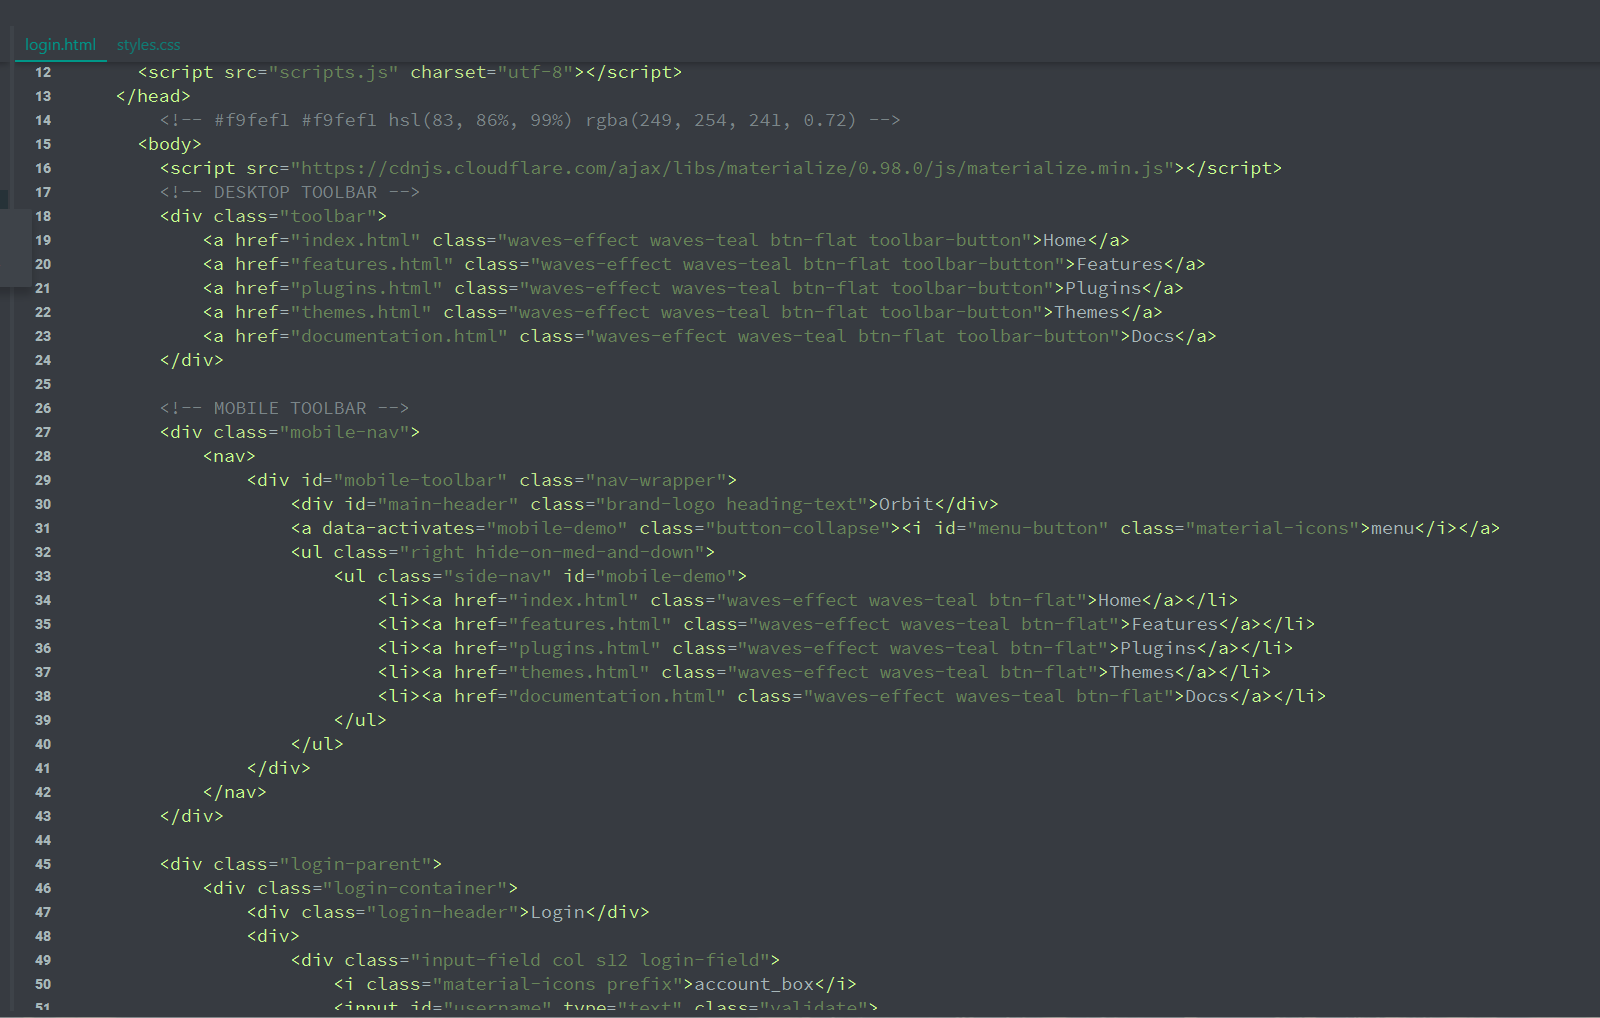 login.html styles.css
12 <script src="scripts.js" charset="utf-8"></script>
13 </head>
14 <!-- #f9fef1 #f9fef1 hsl(83, 86%, 99%) rgba(249, 254, 241, 0.72) -->
15 <body>
16 <script src="https://cdnjs.cloudflare.com/ajax/libs/materialize/0.98.0/js/materialize.min.js"></script>
17 <!-- DESKTOP TOOLBAR -->
18 <div class="toolbar">
19 <a href="index.html" class="waves-effect waves-teal btn-flat toolbar-button">Home</a>
20 <a href="features.html" class="waves-effect waves-teal btn-flat toolbar-button">Features</a>
21 <a href="plugins.html" class="waves-effect waves-teal btn-flat toolbar-button">Plugins</a>
22 <a href="themes.html" class="waves-effect waves-teal btn-flat toolbar-button">Themes</a>
23 <a href="documentation.html" class="waves-effect waves-teal btn-flat toolbar-button">Docs</a>
24 </div>
25
26 <!-- MOBILE TOOLBAR -->
27 <div class="mobile-nav">
28 <nav>
29 <div id="mobile-toolbar" class="nav-wrapper">
30 <div id="main-header" class="brand-logo heading-text">Orbit</div>
31 <a data-activates="mobile-demo" class="button-collapse"><i id="menu-button" class="material-icons">menu</i></a>
32 <ul class="right hide-on-med-and-down">
33 <ul class="side-nav" id="mobile-demo">
34 <li><a href="index.html" class="waves-effect waves-teal btn-flat">Home</a></li>
35 <li><a href="features.html" class="waves-effect waves-teal btn-flat">Features</a></li>
36 <li><a href="plugins.html" class="waves-effect waves-teal btn-flat">Plugins</a></li>
37 <li><a href="themes.html" class="waves-effect waves-teal btn-flat">Themes</a></li>
38 <li><a href="documentation.html" class="waves-effect waves-teal btn-flat">Docs</a></li>
39 </ul>
40 </ul>
41 </div>
42 </nav>
43 </div>
44
45 <div class="login-parent">
46 <div class="login-container">
47 <div class="login-header">Login</div>
48 <div>
49 <div class="input-field col s12 login-field">
50 <i class="material-icons prefix">account_box</i>
51 <input id="username" type="text" class="validate">